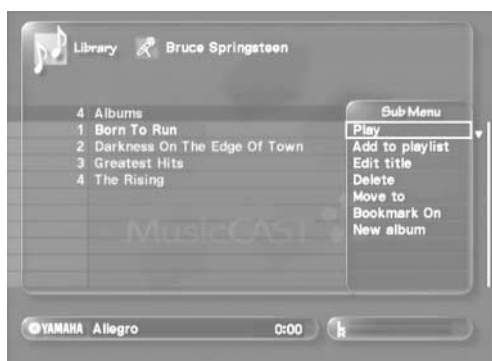 Library Bruce Springsteen
4 Albums
1 Born To Run
2 Darkness On The Edge Of Town
3 Greatest Hits
4 The Rising
Sub Menu
Play
Add to playlist
Edit title
Delete
Move to
Bookmark On
New album
MusicCAST
YAMAHA Allegro 0:00